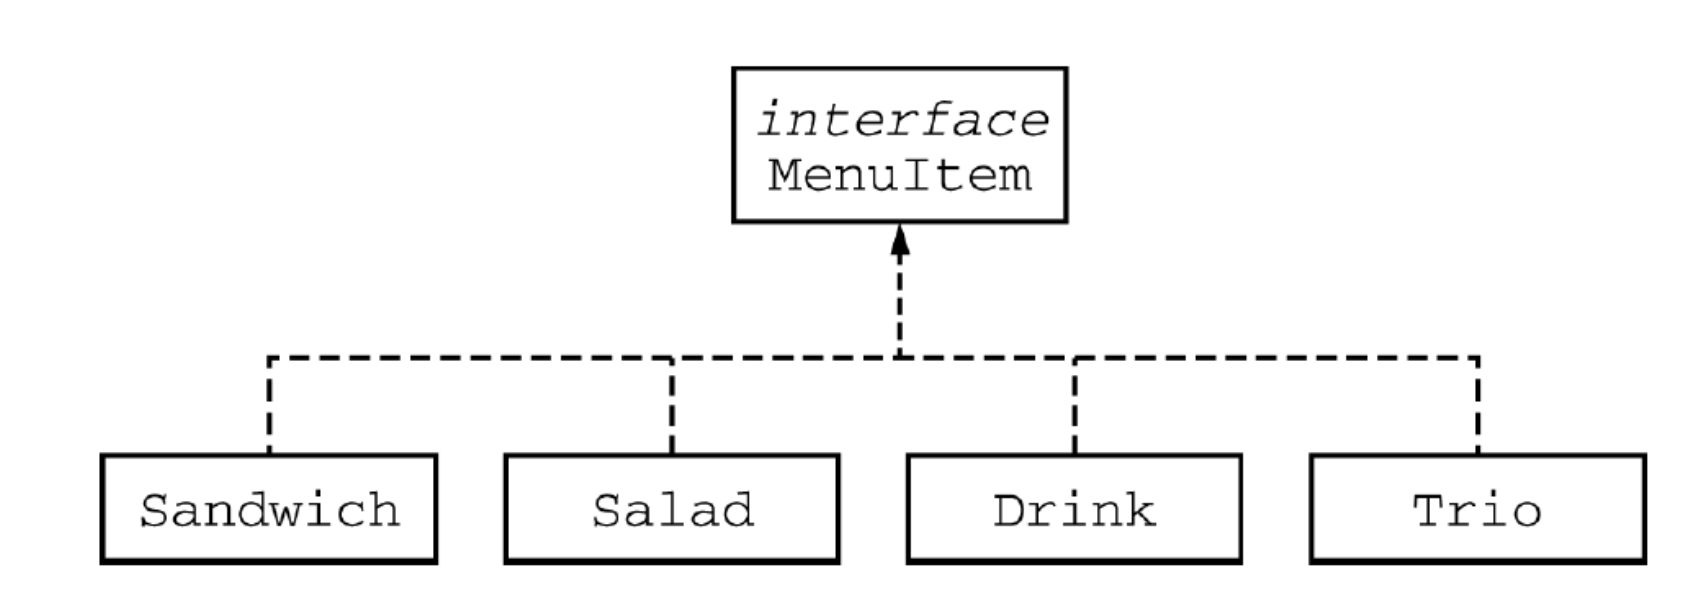 interface
MenuItem
Sandwich
Salad
Drink
Trio